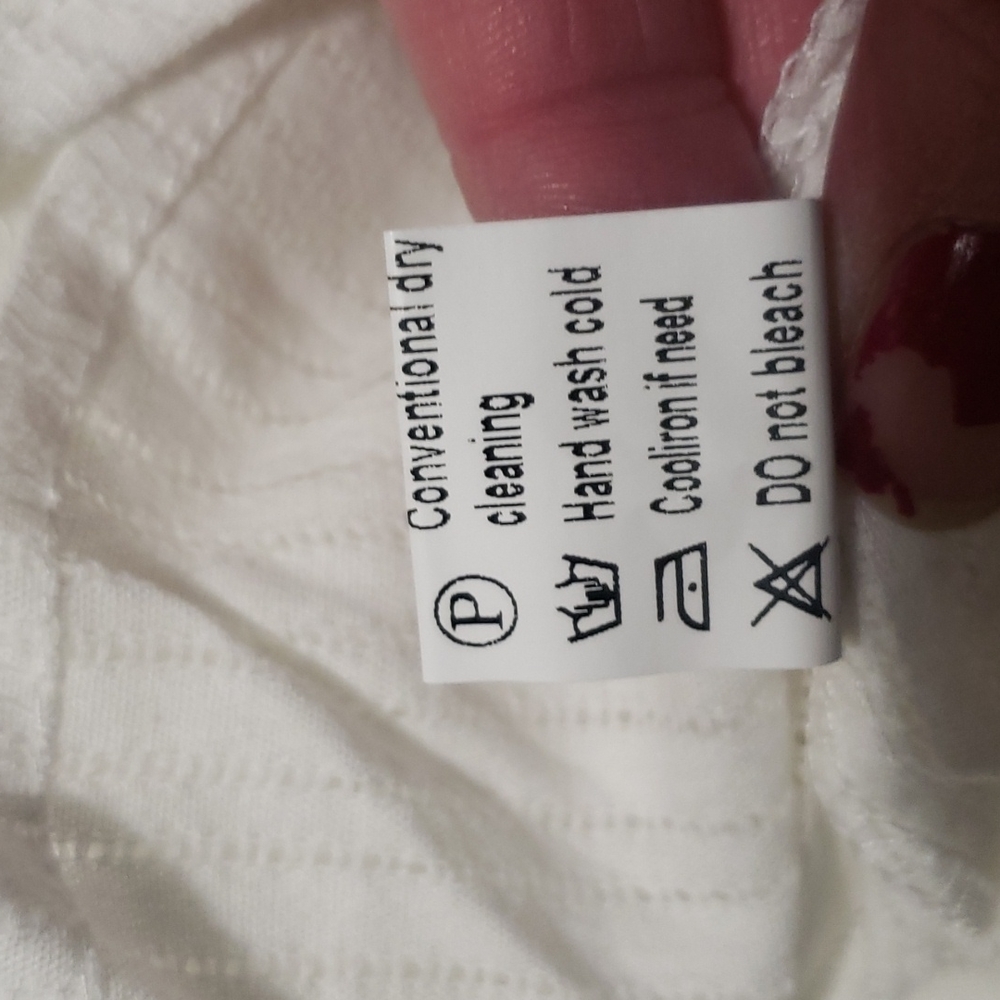 Ⓟ Conventional dry
cleaning
Hand wash cold
Cooliron if need
DO not bleach